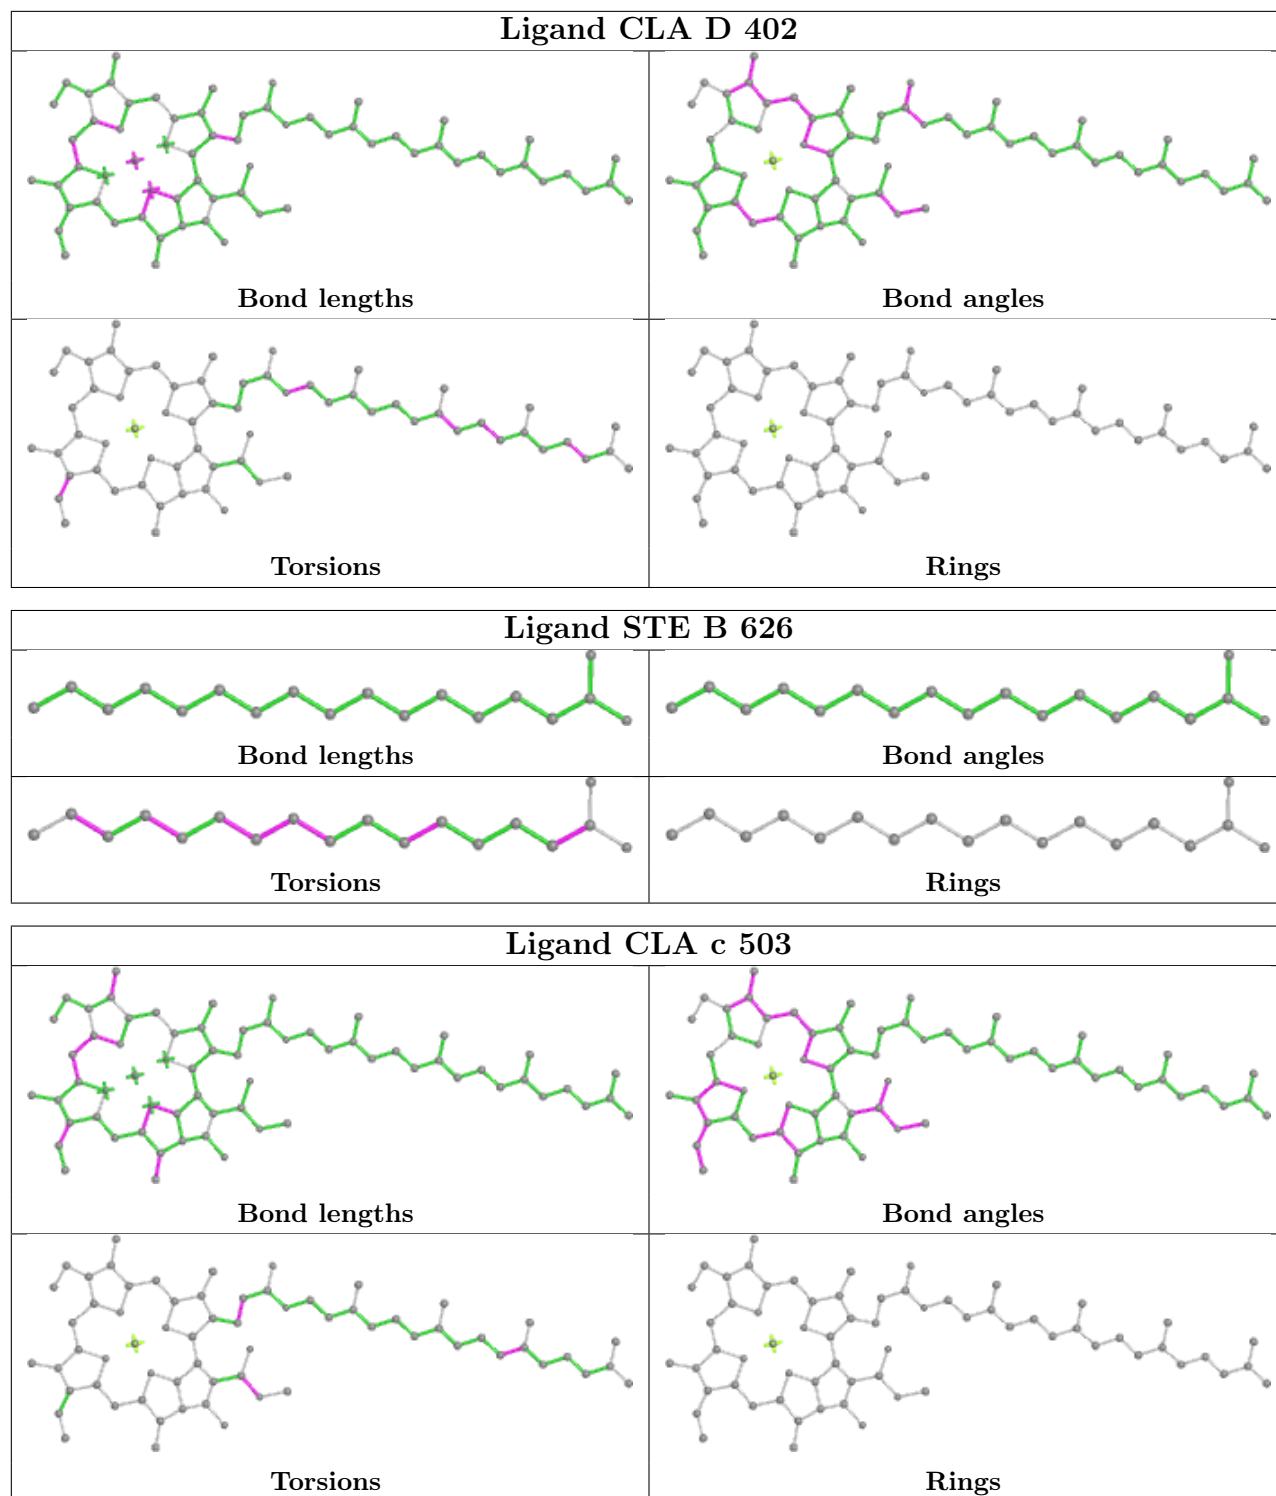 Ligand CLA D 402
Bond lengths
Bond angles
Torsions
Rings
Ligand STE B 626
Bond lengths
Bond angles
Torsions
Rings
Ligand CLA c 503
Bond lengths
Bond angles
Torsions
Rings